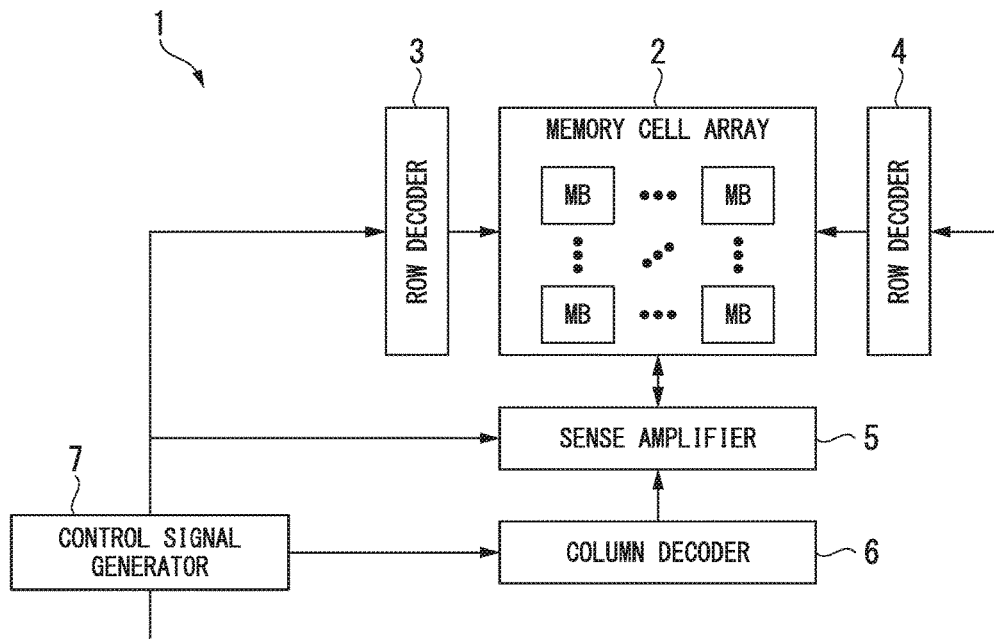 1
3
2
4
ROW DECODER
MEMORY CELL ARRAY
MB
MB
MB
MB
ROW DECODER
SENSE AMPLIFIER
5
7
CONTROL SIGNAL
GENERATOR
COLUMN DECODER
6